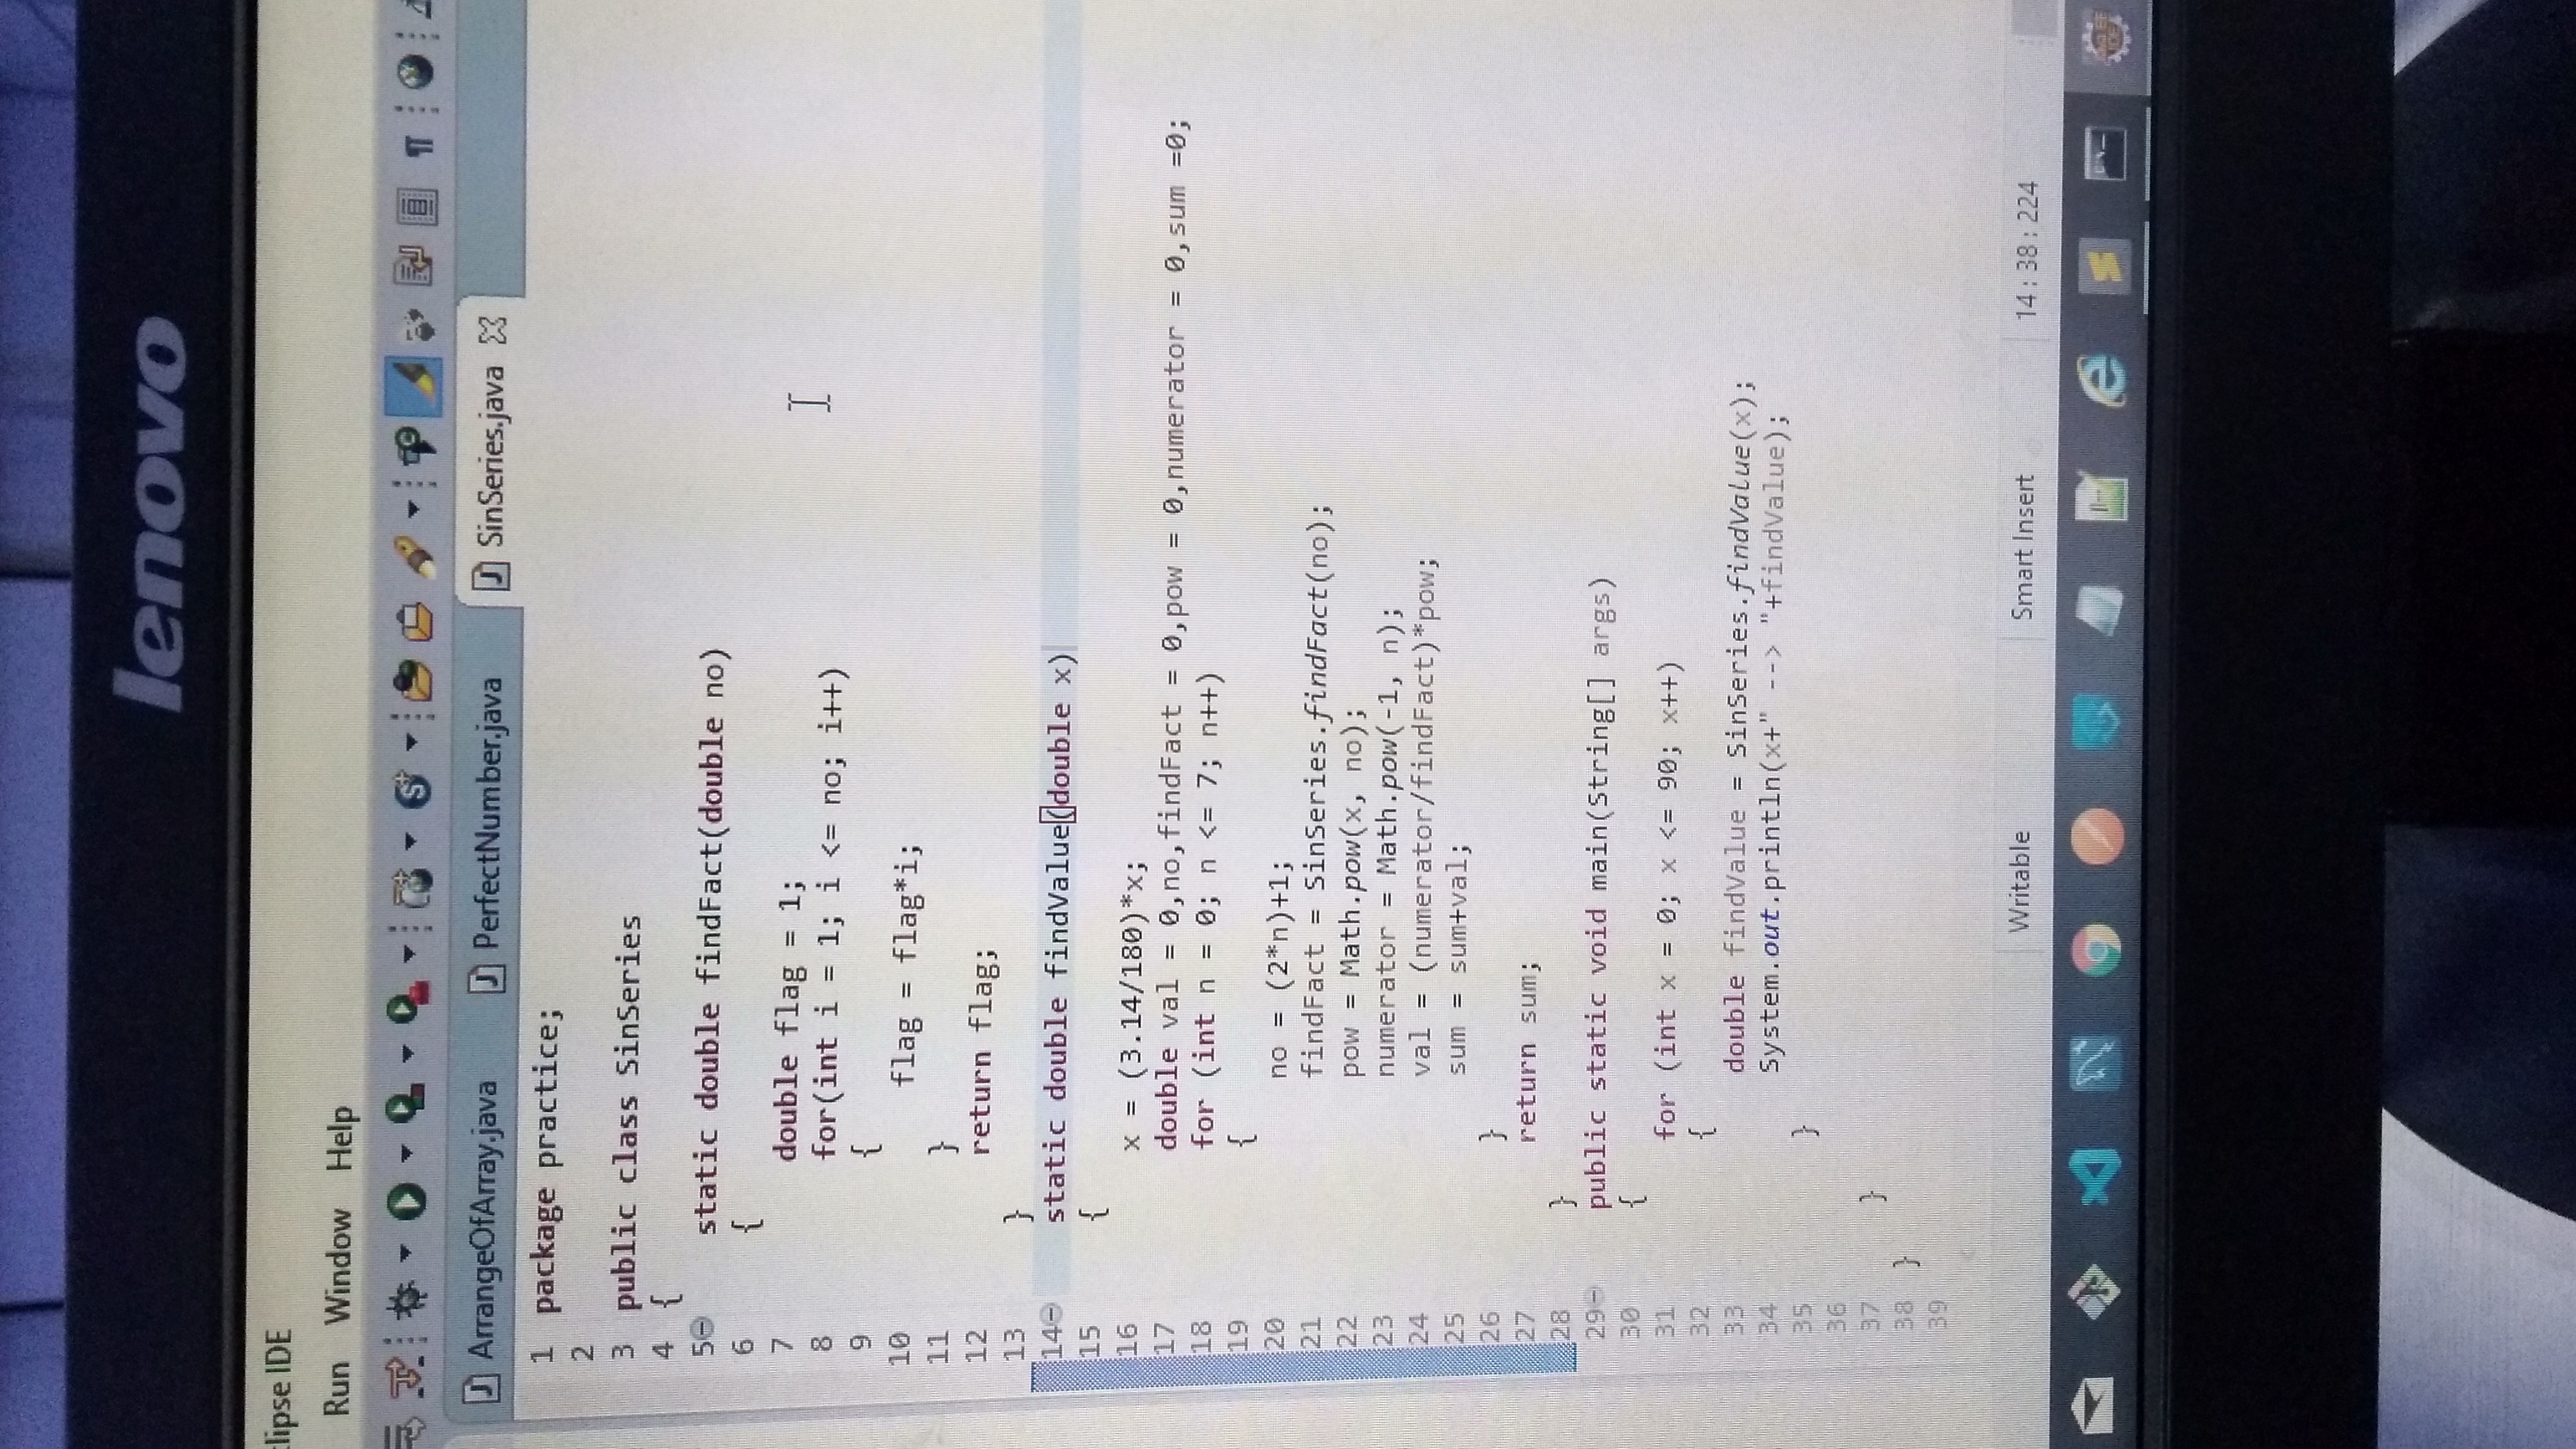 lenovo
clipse IDE
Run Window Help
ArrangeOfArray.java PerfectNumber.java SinSeries.java
1 package practice;
2
3 public class SinSeries
4 {
5 static double findFact(double no)
6 {
7 double flag = 1;
8 for(int i = 1; i <= no; i++)
9 {
10 flag = flag*i;
11 }
12 return flag;
13 }
14 static double findValue(double x)
15 {
16 x = (3.14/180)*x;
17 double val = 0,no,findFact = 0,pow = 0,numerator = 0,sum =0;
18 for (int n = 0; n <= 7; n++)
19 {
20 no = (2*n)+1;
21 findFact = SinSeries.findFact(no);
22 pow = Math.pow(x, no);
23 numerator = Math.pow(-1, n);
24 val = (numerator/findFact)*pow;
25 sum = sum+val;
26 }
27 return sum;
28 }
29 public static void main(String[] args)
30 {
31 for (int x = 0; x <= 90; x++)
32 {
33 double findValue = SinSeries.findValue(x);
34 System.out.println(x+" --> "+findValue);
35 }
36
37 }
38 }
39
Writable Smart Insert 14 : 38 : 224